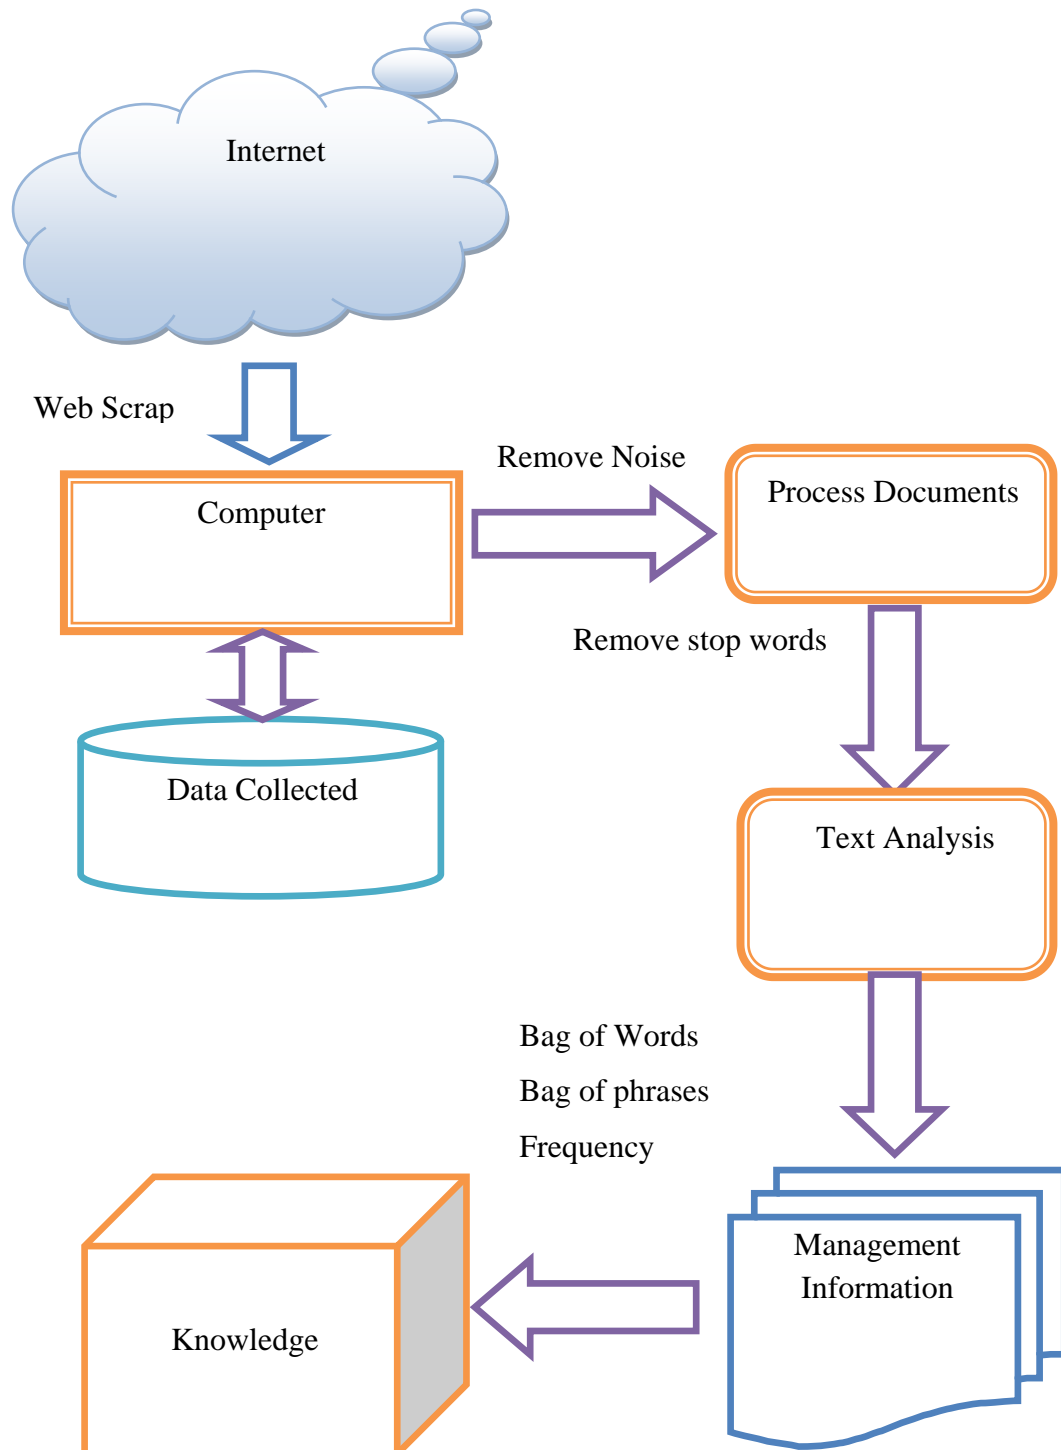 Internet
Web Scrap
Computer
Remove Noise
Process Documents
Remove stop words
Data Collected
Text Analysis
Bag of Words
Bag of phrases
Frequency
Management
Information
Knowledge